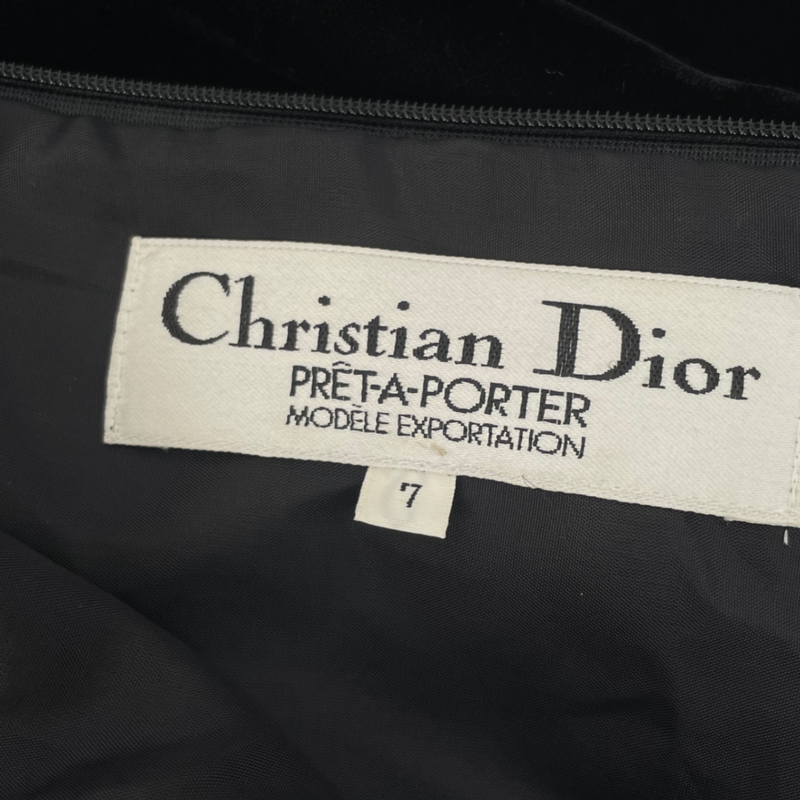 Christian Dior
PRÊT-A-PORTER
MODÈLE EXPORTATION
7